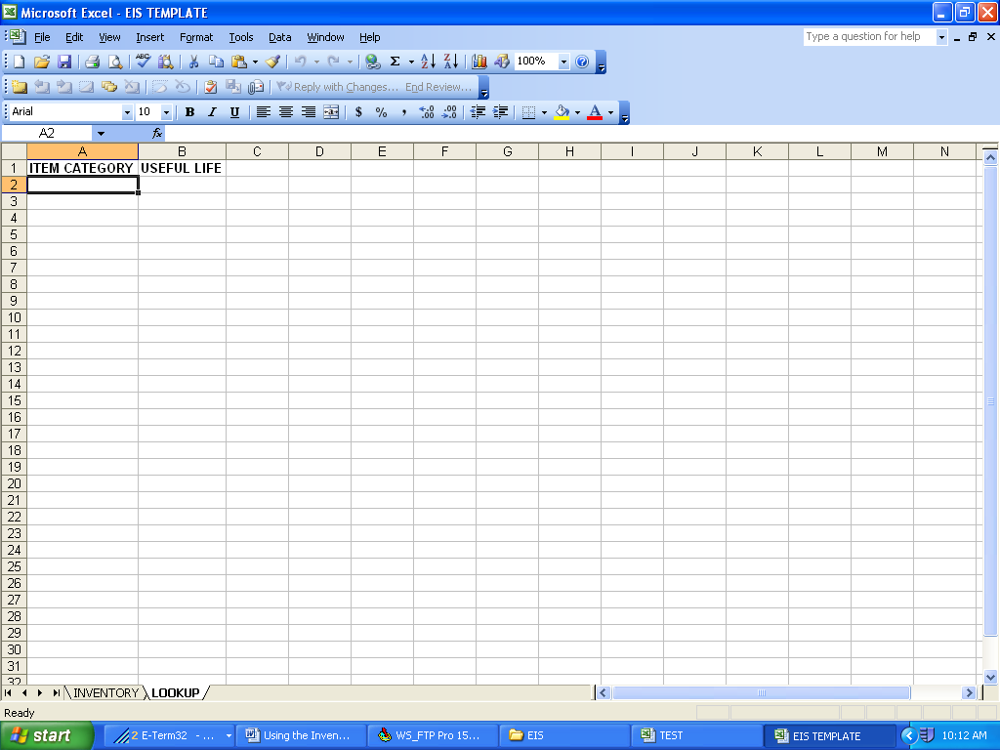 Microsoft Excel - EIS TEMPLATE
File Edit View Insert Format Tools Data Window Help Type a question for help
Σ 100%
Reply with Changes... End Review...
Arial 10 B I U $ % ,
A2 fx
A B C D E F G H I J K L M N
1 ITEM CATEGORY USEFUL LIFE
2
3
4
5
6
7
8
9
10
11
12
13
14
15
16
17
18
19
20
21
22
23
24
25
26
27
28
29
30
31
32
INVENTORY LOOKUP
Ready
start 2 E-Term32 - ... Using the Inven... WS_FTP Pro 15... EIS TEST EIS TEMPLATE 10:12 AM